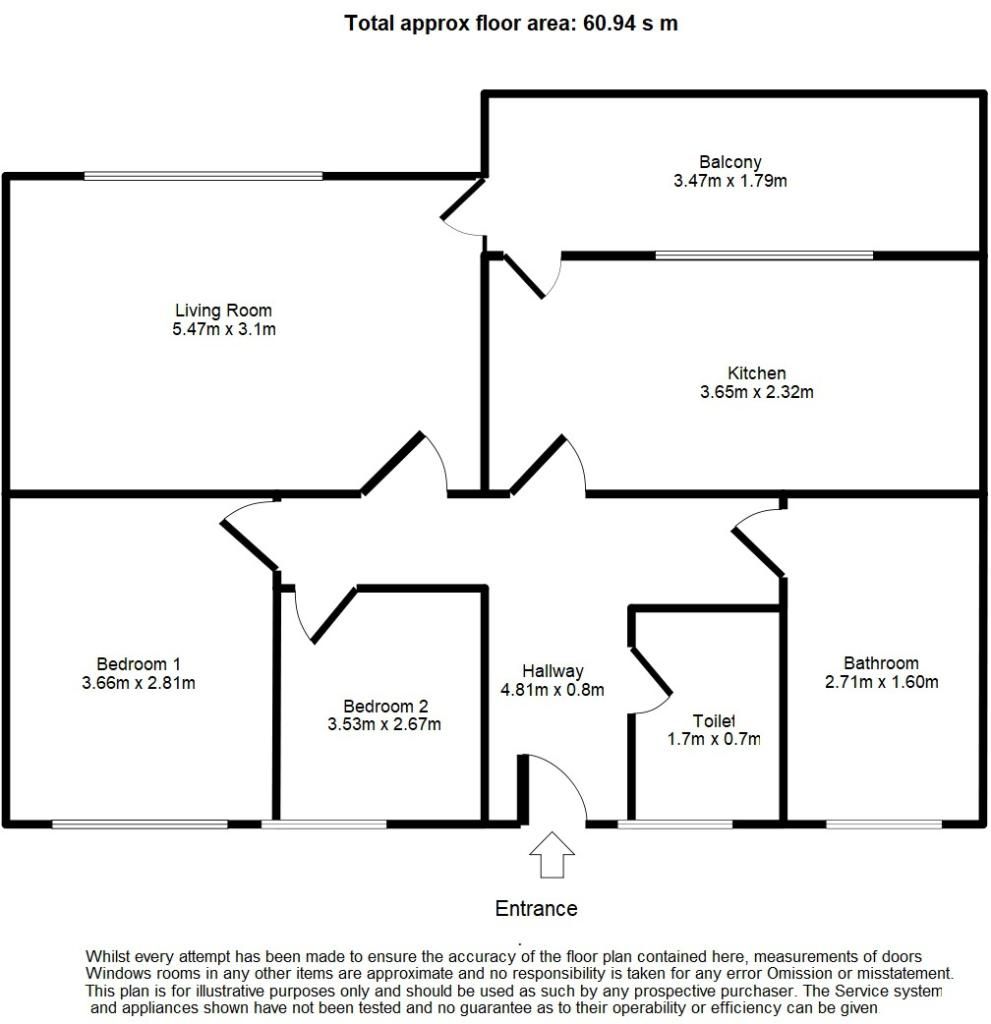 Total approx floor area: 60.94 s m
Balcony
3.47m x 1.79m
Living Room
5.47m x 3.1m
Kitchen
3.65m x 2.32m
Bedroom 1
3.66m x 2.81m
Bedroom 2
3.53m x 2.67m
Hallway
4.81m x 0.8m
Toilet
1.7m x 0.7m
Bathroom
2.71m x 1.60m
Entrance
.
Whilst every attempt has been made to ensure the accuracy of the floor plan contained here, measurements of doors
Windows rooms in any other items are approximate and no responsibility is taken for any error Omission or misstatement.
This plan is for illustrative purposes only and should be used as such by any prospective purchaser. The Service system
and appliances shown have not been tested and no guarantee as to their operability or efficiency can be given